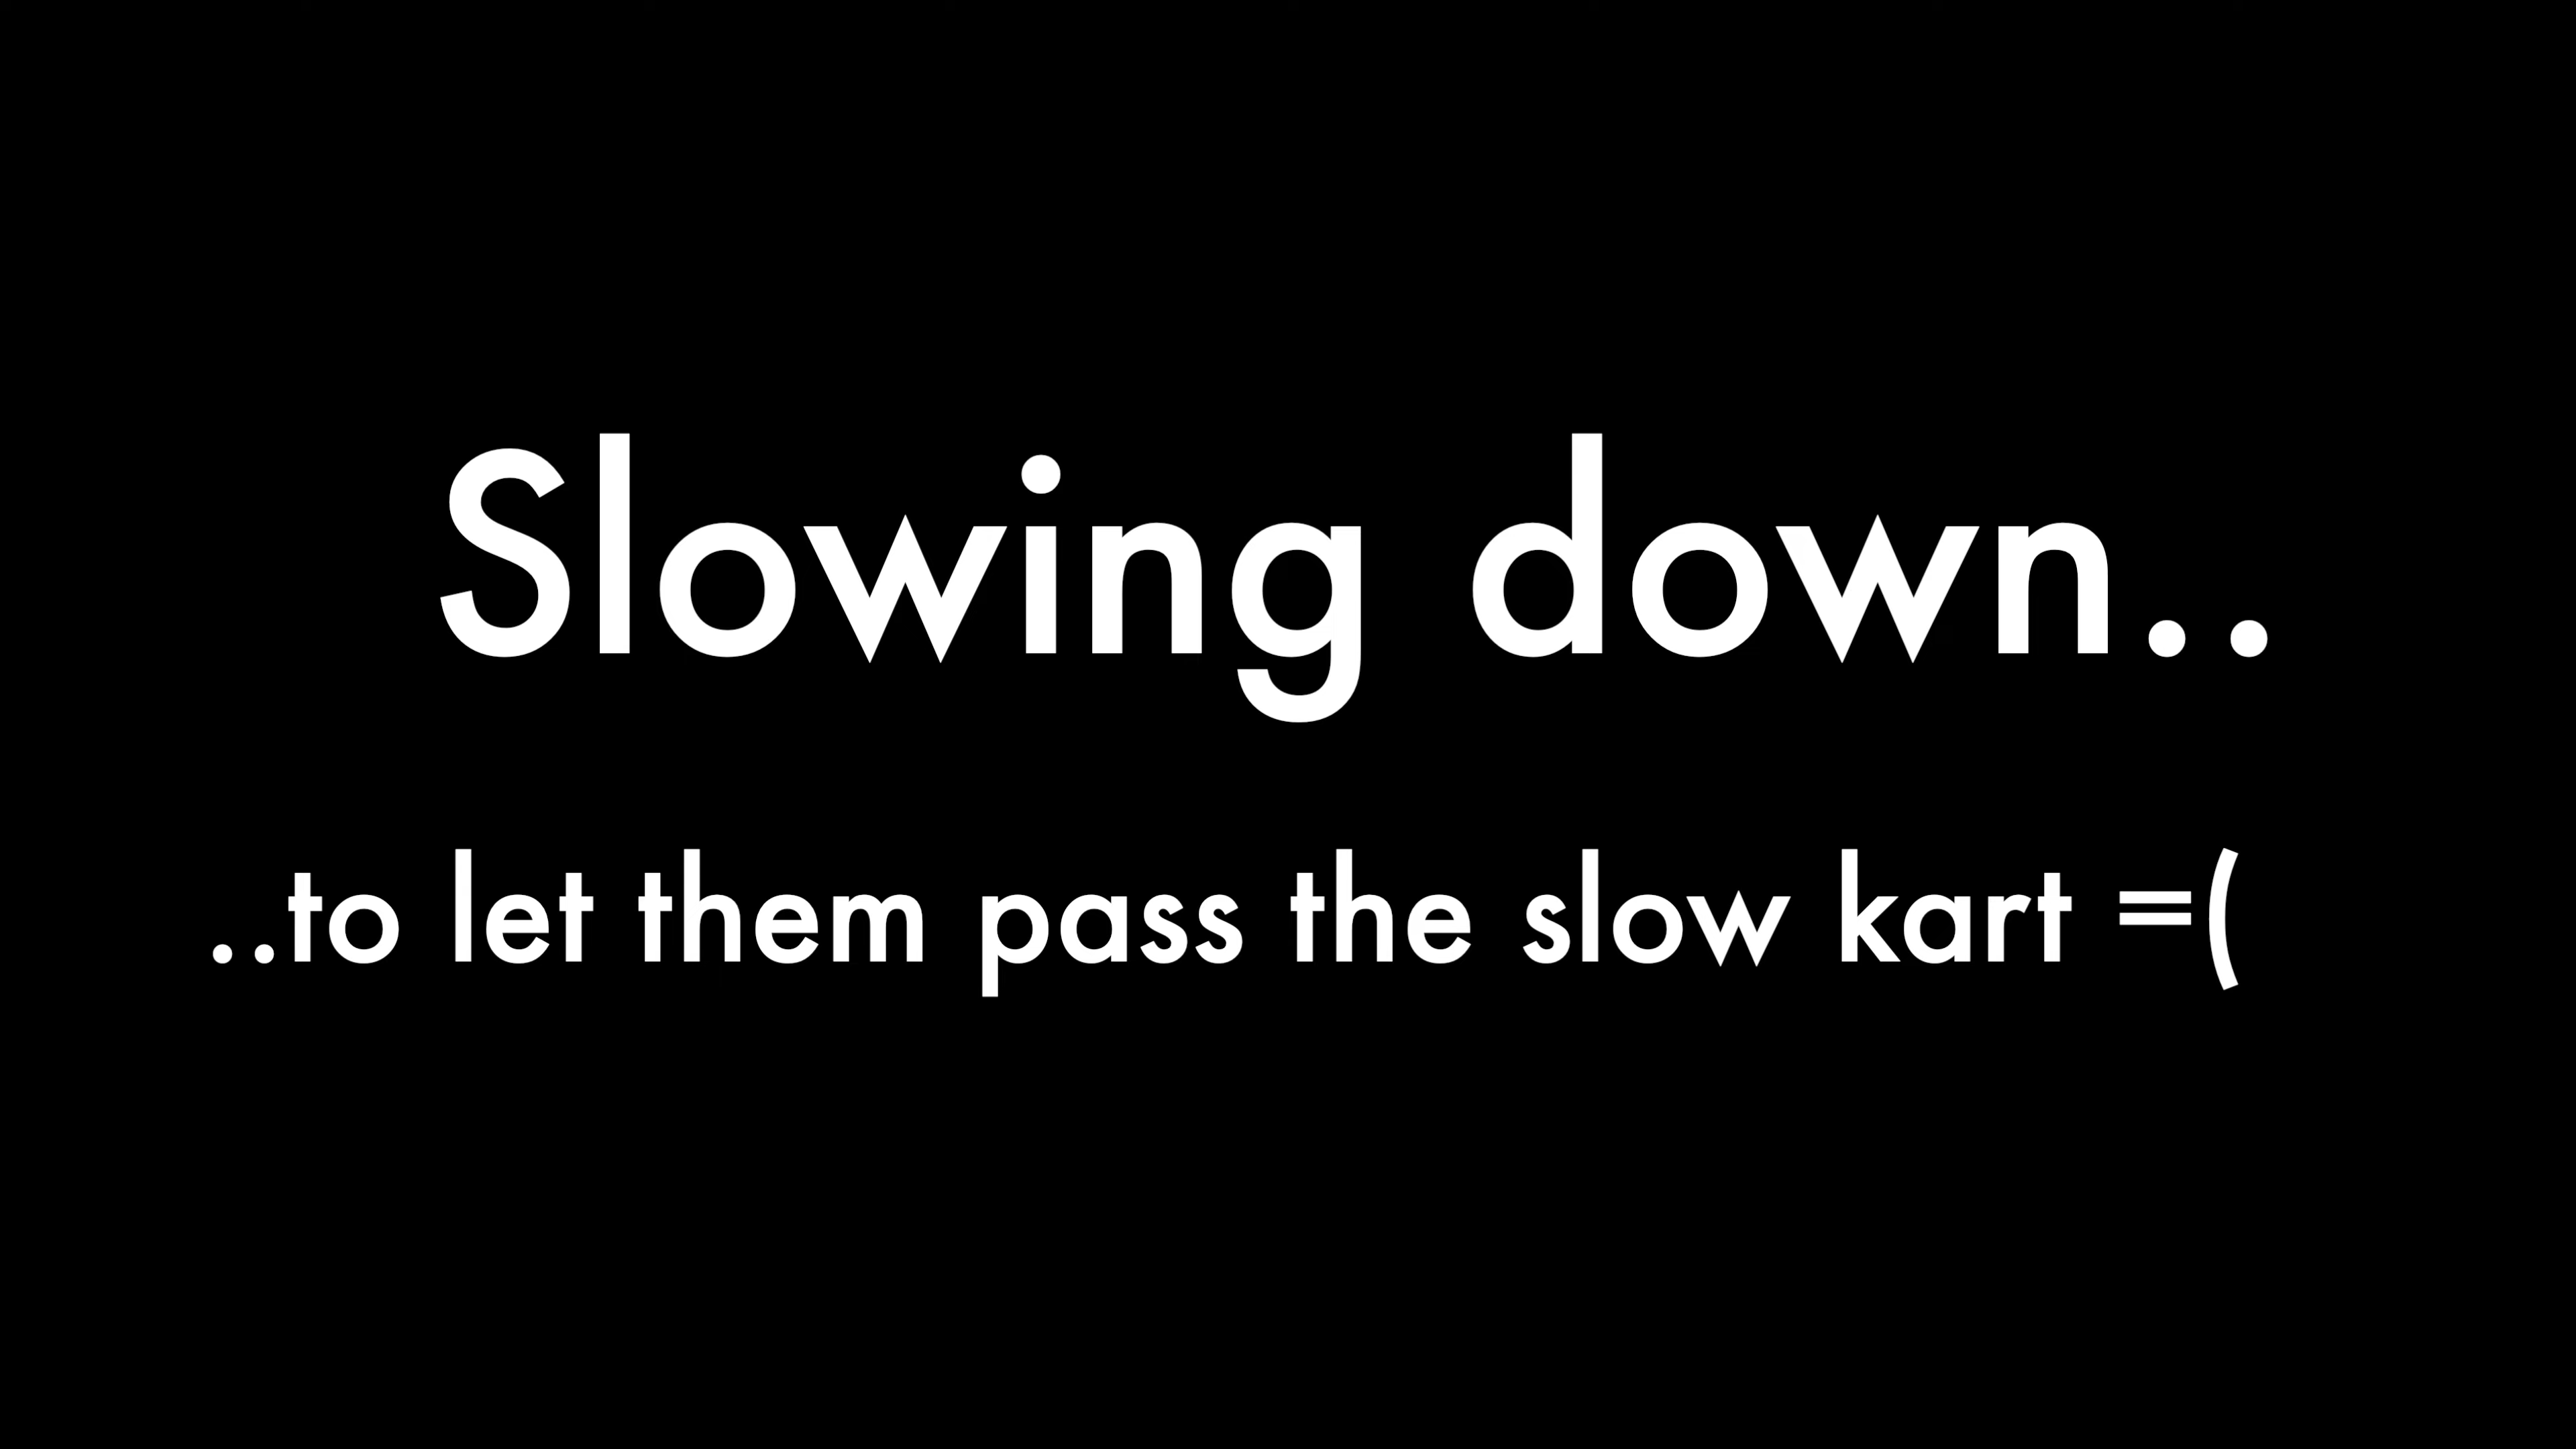 Slowing down..
..to let them pass the slow kart =(